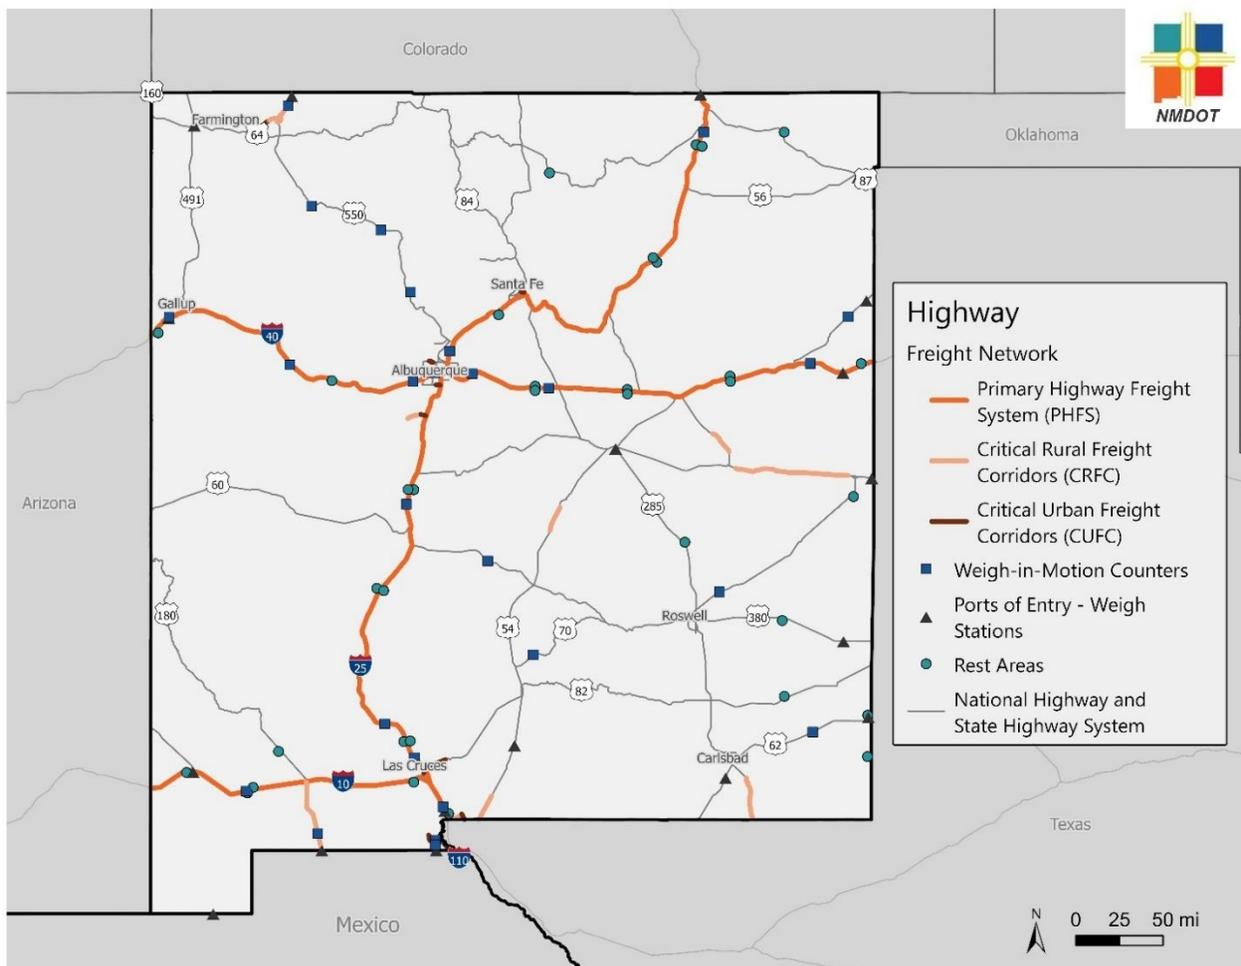 Colorado
NMDOT
160
Farmington
64
Oklahoma
491
550
84
56
87
Santa Fe
Gallup
40
Albuquerque
Highway
Freight Network
Primary Highway Freight
System (PHFS)
Critical Rural Freight
Corridors (CRFC)
Critical Urban Freight
Corridors (CUFC)
Weigh-in-Motion Counters
Ports of Entry - Weigh
Stations
Rest Areas
National Highway and
State Highway System
Arizona
60
285
180
54
70
Roswell
380
25
82
62
Las Cruces
Carlsbad
10
110
Texas
Mexico
N
0 25 50 mi